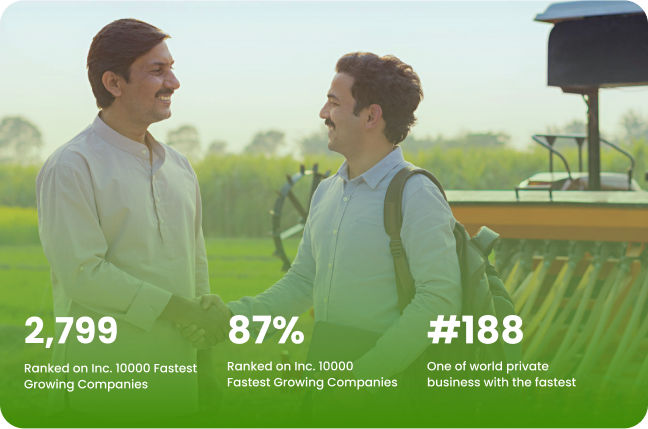 2,799
Ranked on Inc. 10000 Fastest
Growing Companies
87%
Ranked on Inc. 10000
Fastest Growing Companies
#188
One of world private
business with the fastest